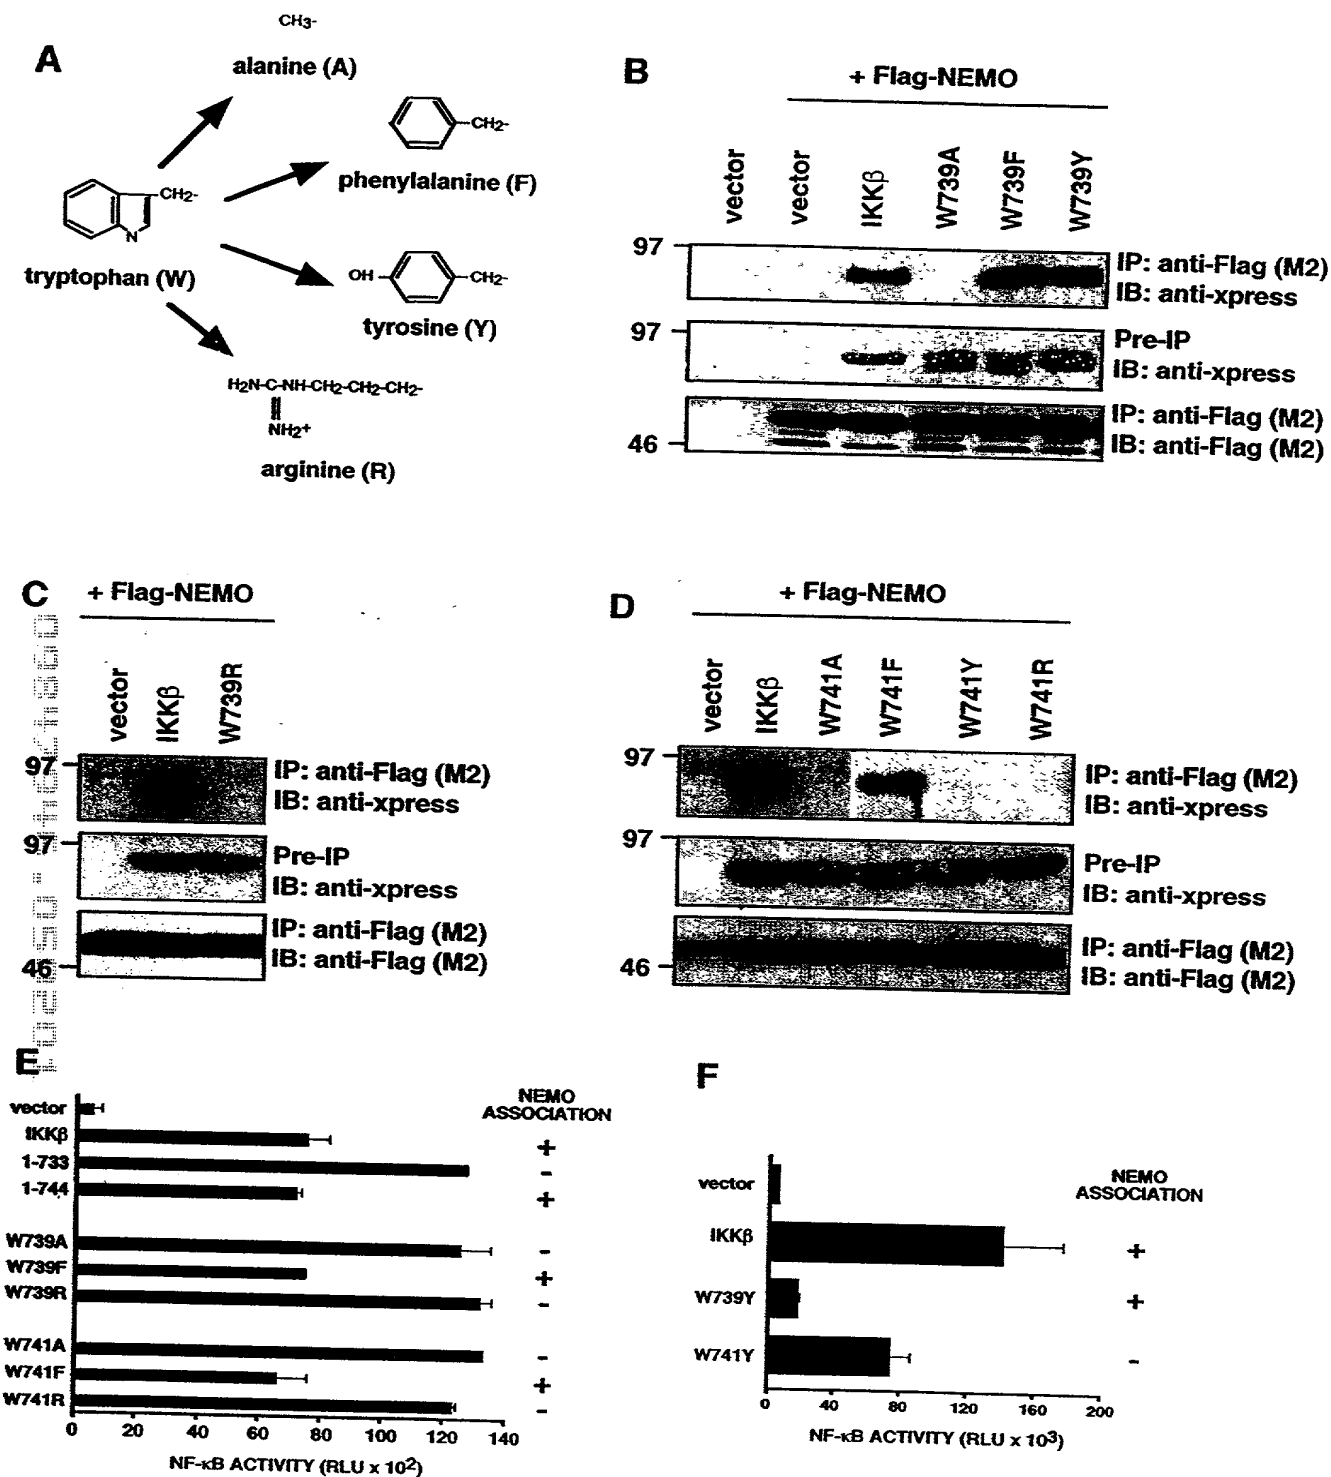 A
CH3-
alanine (A)
CH2-
phenylalanine (F)
CH2-
N
tryptophan (W)
OH
CH2-
tyrosine (Y)
H2N-C-NH-CH2-CH2-CH2-
NH2+
arginine (R)
B
+ Flag-NEMO
vector
vector
IKKβ
W739A
W739F
W739Y
97
IP: anti-Flag (M2)
IB: anti-xpress
97
Pre-IP
IB: anti-xpress
46
IP: anti-Flag (M2)
IB: anti-Flag (M2)
C
+ Flag-NEMO
vector
IKKβ
W739R
97
IP: anti-Flag (M2)
IB: anti-xpress
97
Pre-IP
IB: anti-xpress
46
IP: anti-Flag (M2)
IB: anti-Flag (M2)
D
+ Flag-NEMO
vector
IKKβ
W741A
W741F
W741Y
W741R
97
IP: anti-Flag (M2)
IB: anti-xpress
97
Pre-IP
IB: anti-xpress
46
IP: anti-Flag (M2)
IB: anti-Flag (M2)
E
NEMO
ASSOCIATION
vector
IKKβ +
1-733 -
1-744 +
W739A -
W739F +
W739R -
W741A -
W741F +
W741R -
0 20 40 60 80 100 120 140
NF-κB ACTIVITY (RLU x 10²)
F
NEMO
ASSOCIATION
vector
IKKβ +
W739Y +
W741Y -
0 40 80 120 160 200
NF-κB ACTIVITY (RLU x 10³)